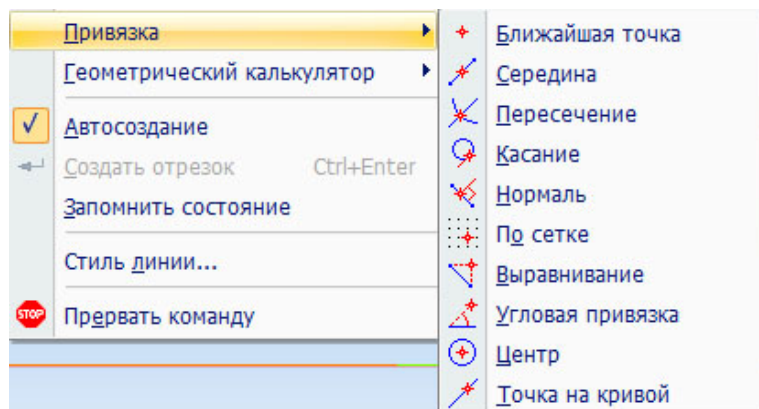 Привязка
Геометрический калькулятор
Автосоздание
Создать отрезок Ctrl+Enter
Запомнить состояние
Стиль линии...
STOP Прервать команду
Ближайшая точка
Середина
Пересечение
Касание
Нормаль
По сетке
Выравнивание
Угловая привязка
Центр
Точка на кривой